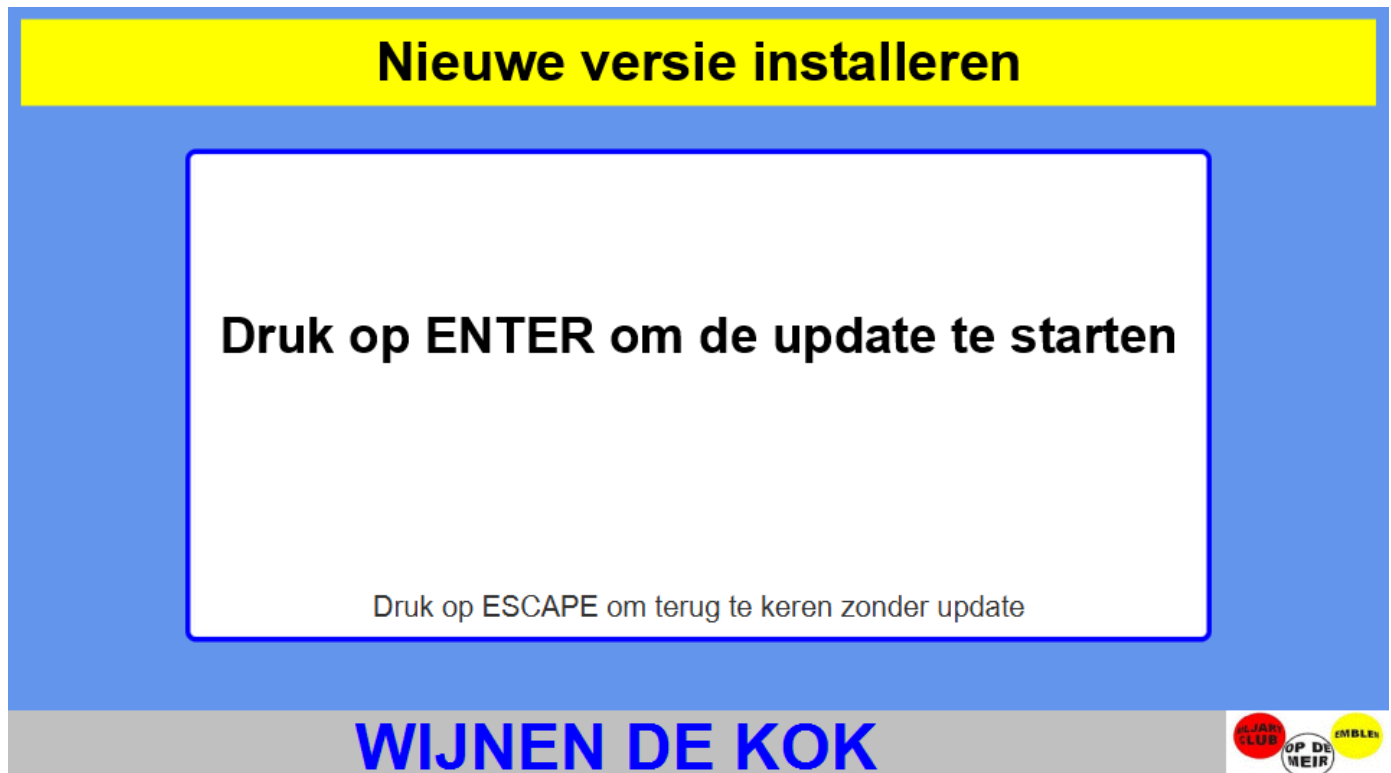 Nieuwe versie installeren
Druk op ENTER om de update te starten
Druk op ESCAPE om terug te keren zonder update
WIJNEN DE KOK
CLUB
OP DE
MEIR
EMBLEM